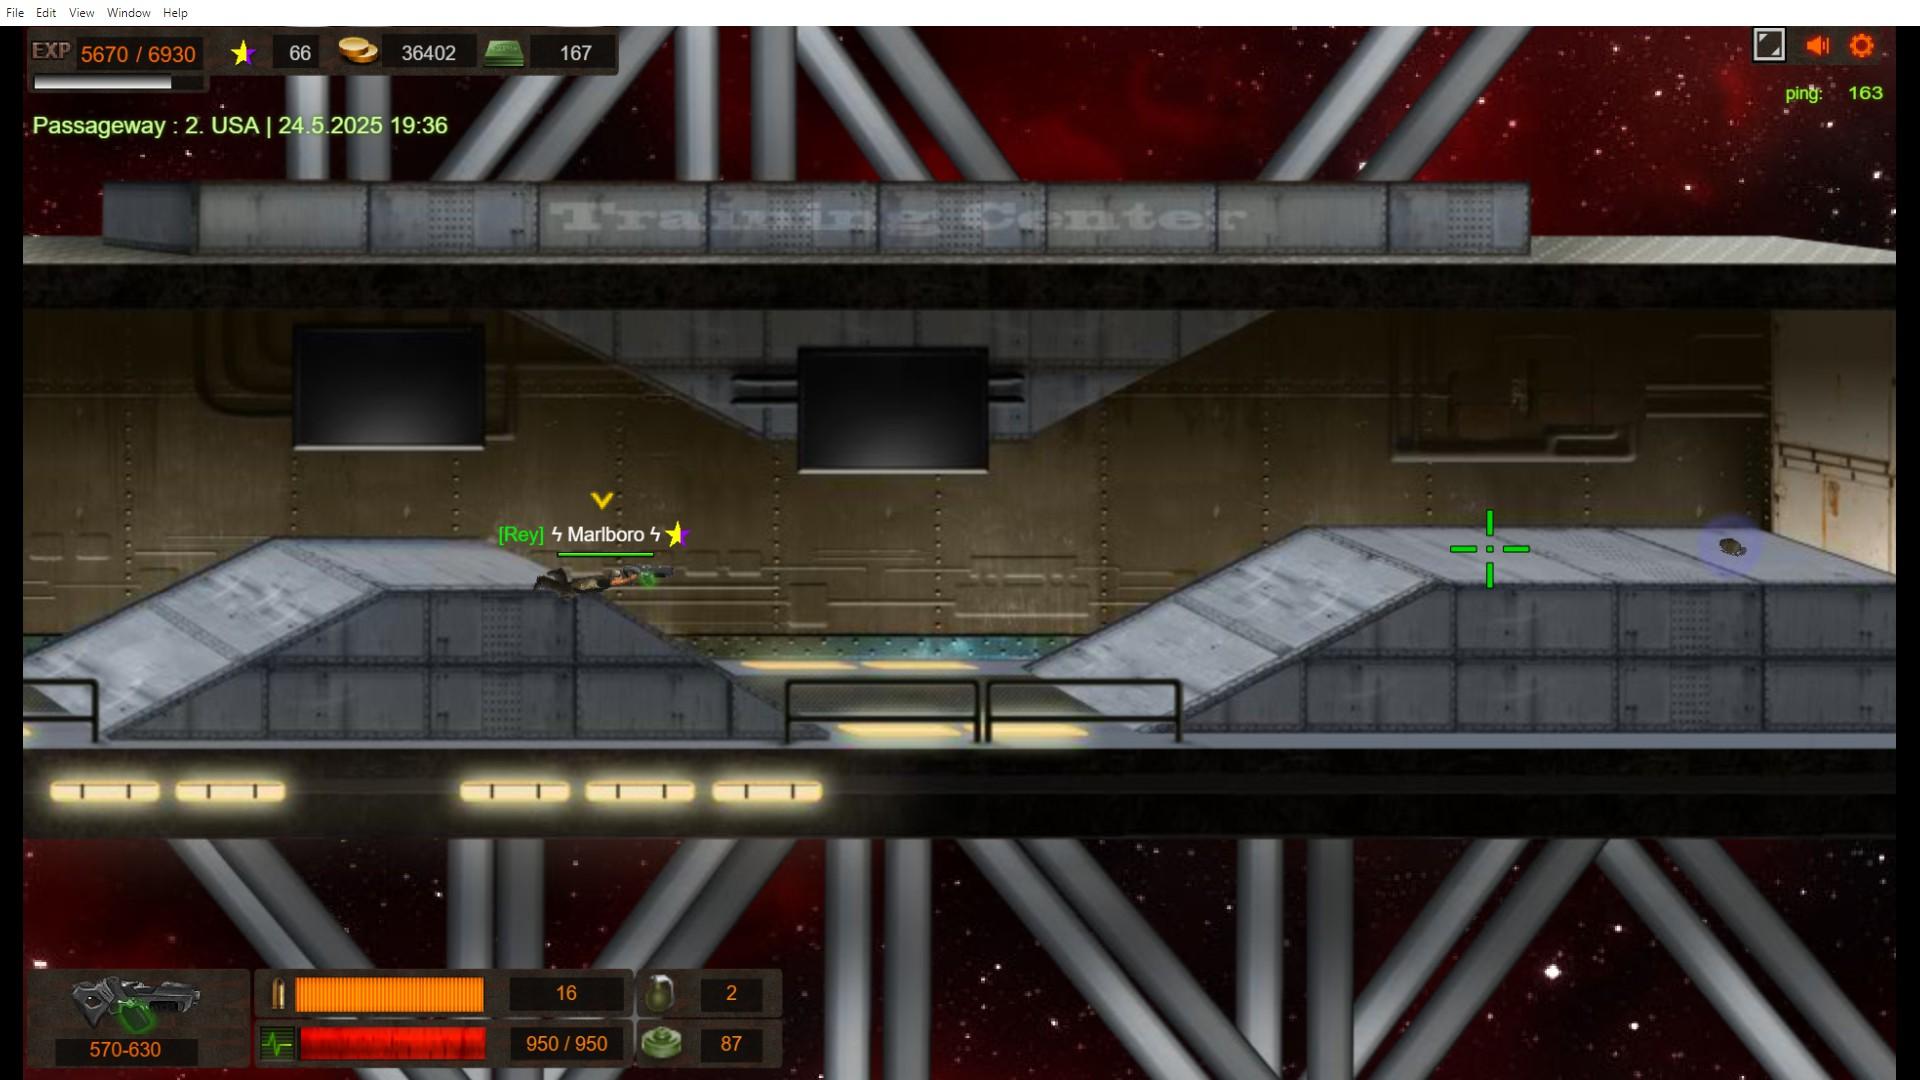 File Edit View Window Help
EXP 5670 / 6930 66 36402 167
ping: 163
Passageway : 2. USA | 24.5.2025 19:36
Training Center
[Rey] ϟ Marlboro ϟ
16 2
570-630 950 / 950 87